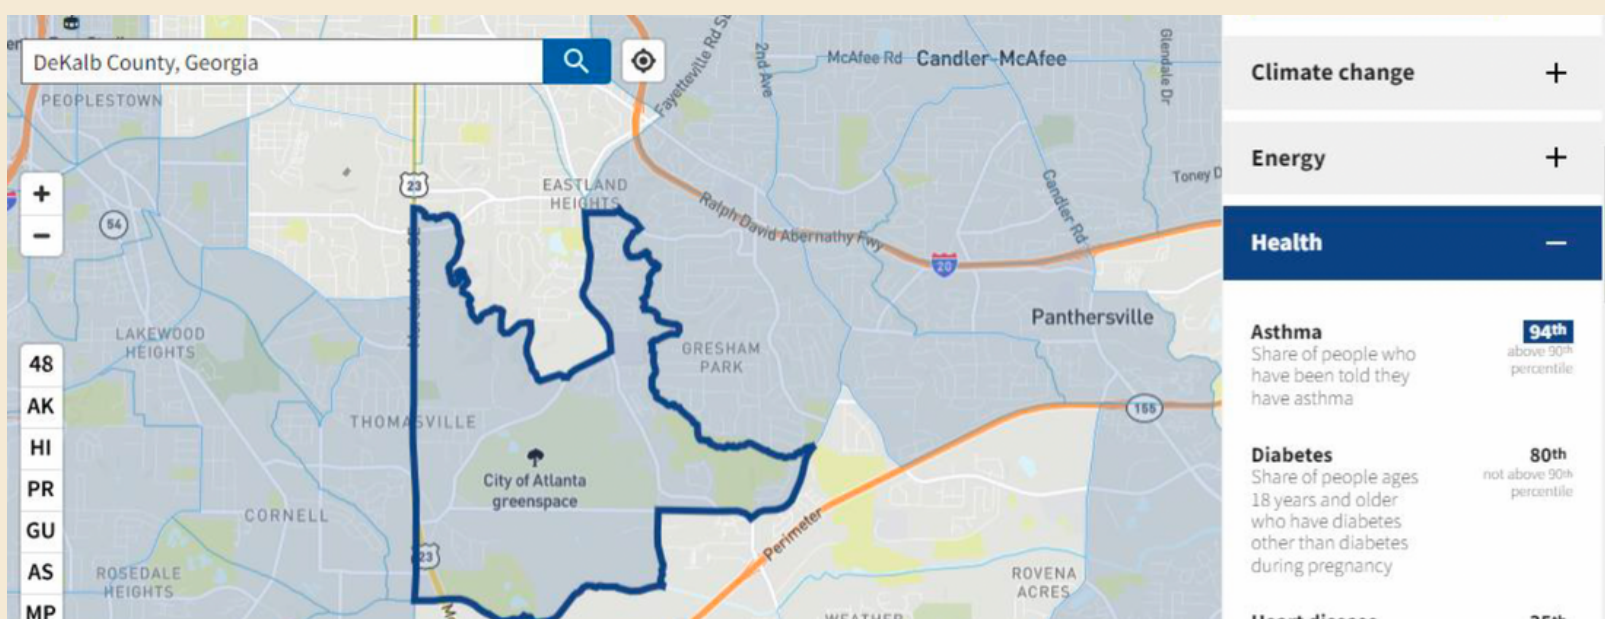 DeKalb County, Georgia
PEOPLESTOWN
Fayetteville Rd SE
2nd Ave
McAfee Rd
Candler-McAfee
Glendale Dr
23
EASTLAND
HEIGHTS
Toney D
54
Ralph David Abernathy Fwy
Candler Rd
20
Panthersville
LAKEWOOD
HEIGHTS
GRESHAM
PARK
155
THOMASVILLE
City of Atlanta
greenspace
CORNELL
Perimeter
23
ROSEDALE
HEIGHTS
ROVENA
ACRES
+
−
48
AK
HI
PR
GU
AS
MP
Climate change +
Energy +
Health −
Asthma 94th
Share of people who above 90th
have been told they percentile
have asthma
Diabetes 80th
Share of people ages not above 90th
18 years and older percentile
who have diabetes
other than diabetes
during pregnancy